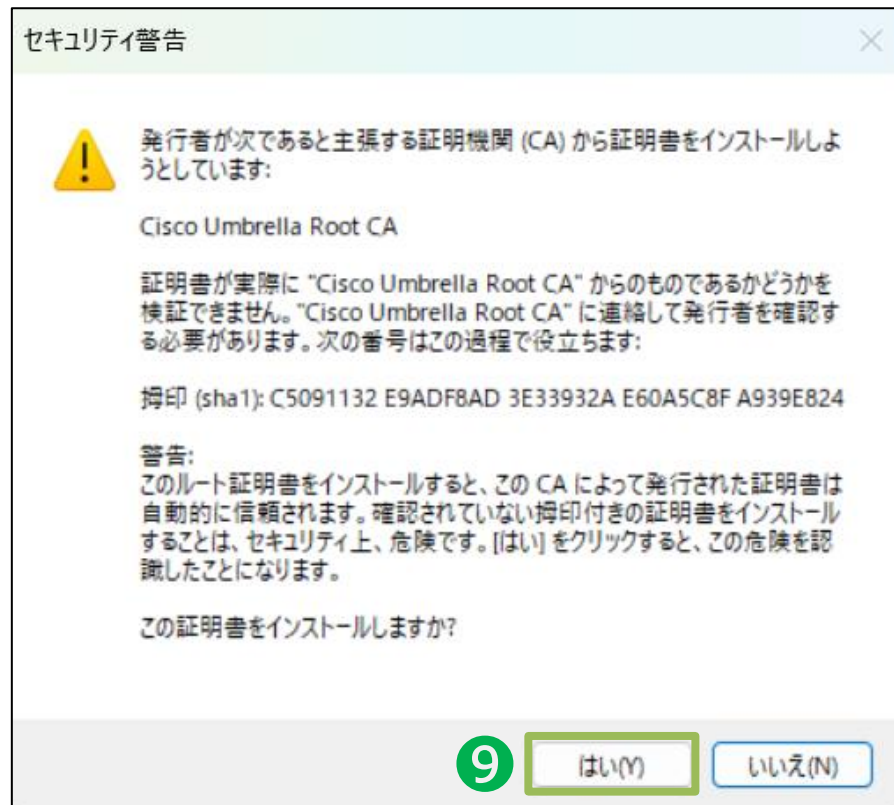 セキュリティ警告
発行者が次であると主張する証明機関 (CA) から証明書をインストールしよ
うとしています:
Cisco Umbrella Root CA
証明書が実際に "Cisco Umbrella Root CA" からのものであるかどうかを
検証できません。"Cisco Umbrella Root CA" に連絡して発行者を確認す
る必要があります。次の番号はこの過程で役立ちます:
拇印 (sha1): C5091132 E9ADF8AD 3E33932A E60A5C8F A939E824
警告:
このルート証明書をインストールすると、この CA によって発行された証明書は
自動的に信頼されます。確認されていない拇印付きの証明書をインストール
することは、セキュリティ上、危険です。[はい] をクリックすると、この危険を認
識したことになります。
この証明書をインストールしますか?
9 はい(Y) いいえ(N)